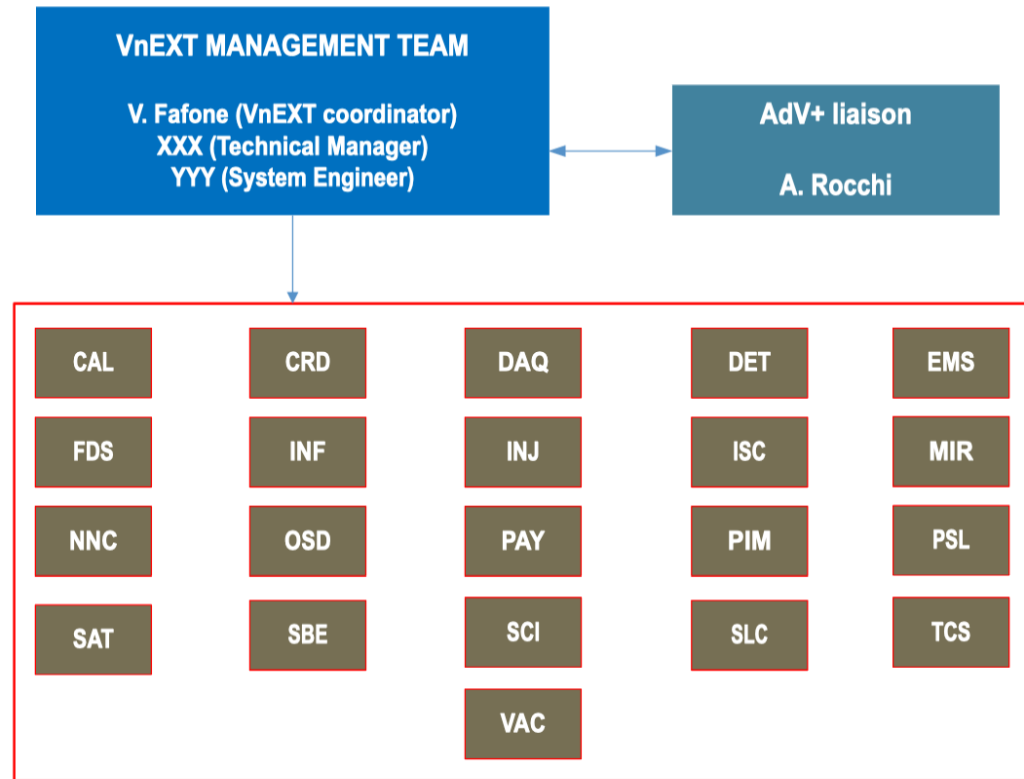 VnEXT MANAGEMENT TEAM
V. Fafone (VnEXT coordinator)
XXX (Technical Manager)
YYY (System Engineer)
AdV+ liaison
A. Rocchi
CAL
CRD
DAQ
DET
EMS
FDS
INF
INJ
ISC
MIR
NNC
OSD
PAY
PIM
PSL
SAT
SBE
SCI
SLC
TCS
VAC